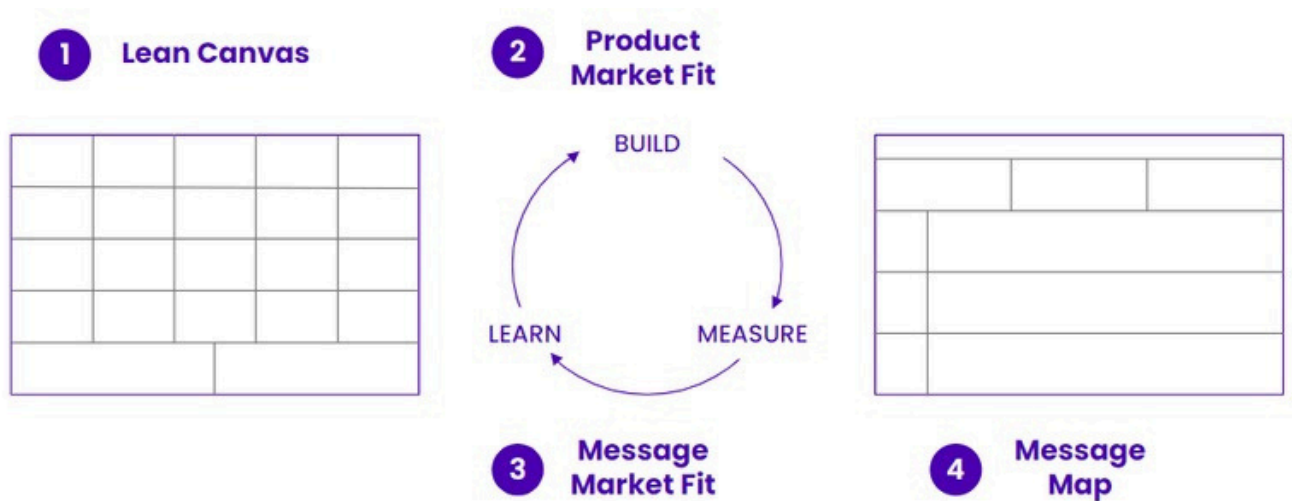 1 Lean Canvas
2 Product
Market Fit
BUILD
LEARN
MEASURE
3 Message
Market Fit
4 Message
Map